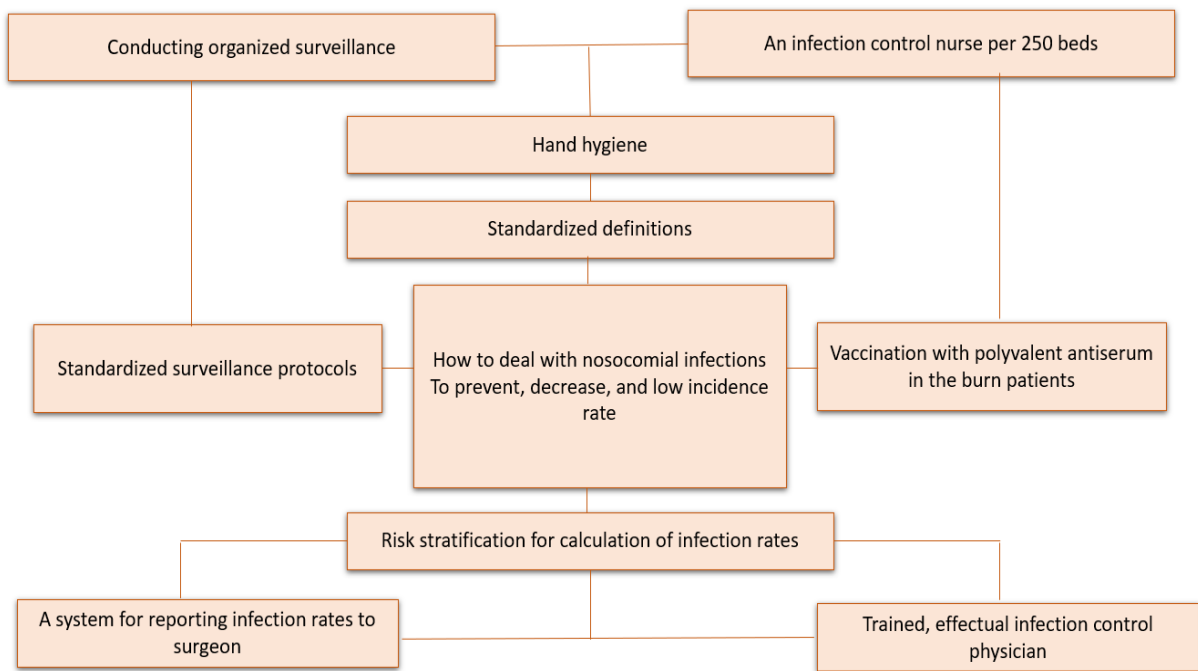 Conducting organized surveillance
An infection control nurse per 250 beds
Hand hygiene
Standardized definitions
Standardized surveillance protocols
How to deal with nosocomial infections
To prevent, decrease, and low incidence
rate
Vaccination with polyvalent antiserum
in the burn patients
Risk stratification for calculation of infection rates
A system for reporting infection rates to
surgeon
Trained, effectual infection control
physician